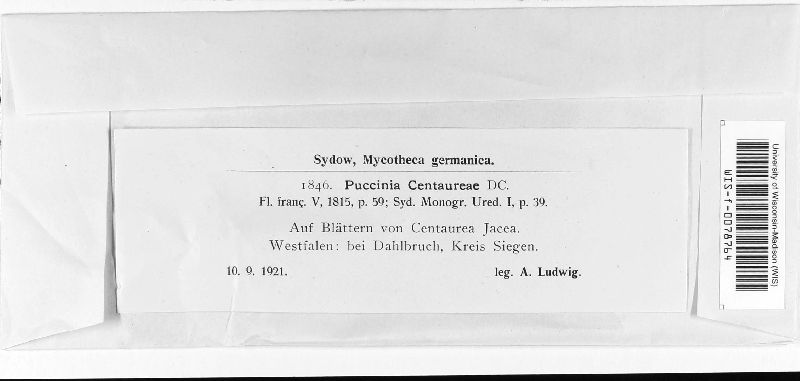 Sydow, Mycotheca germanica.
1846. Puccinia Centaureae DC.
Fl. franç. V, 1815, p. 59; Syd. Monogr. Ured. I, p. 39.
Auf Blättern von Centaurea Jacea.
Westfalen: bei Dahlbruch, Kreis Siegen.
10. 9. 1921. leg. A. Ludwig.
University of Wisconsin-Madison (WIS)
WIS-f-0078764